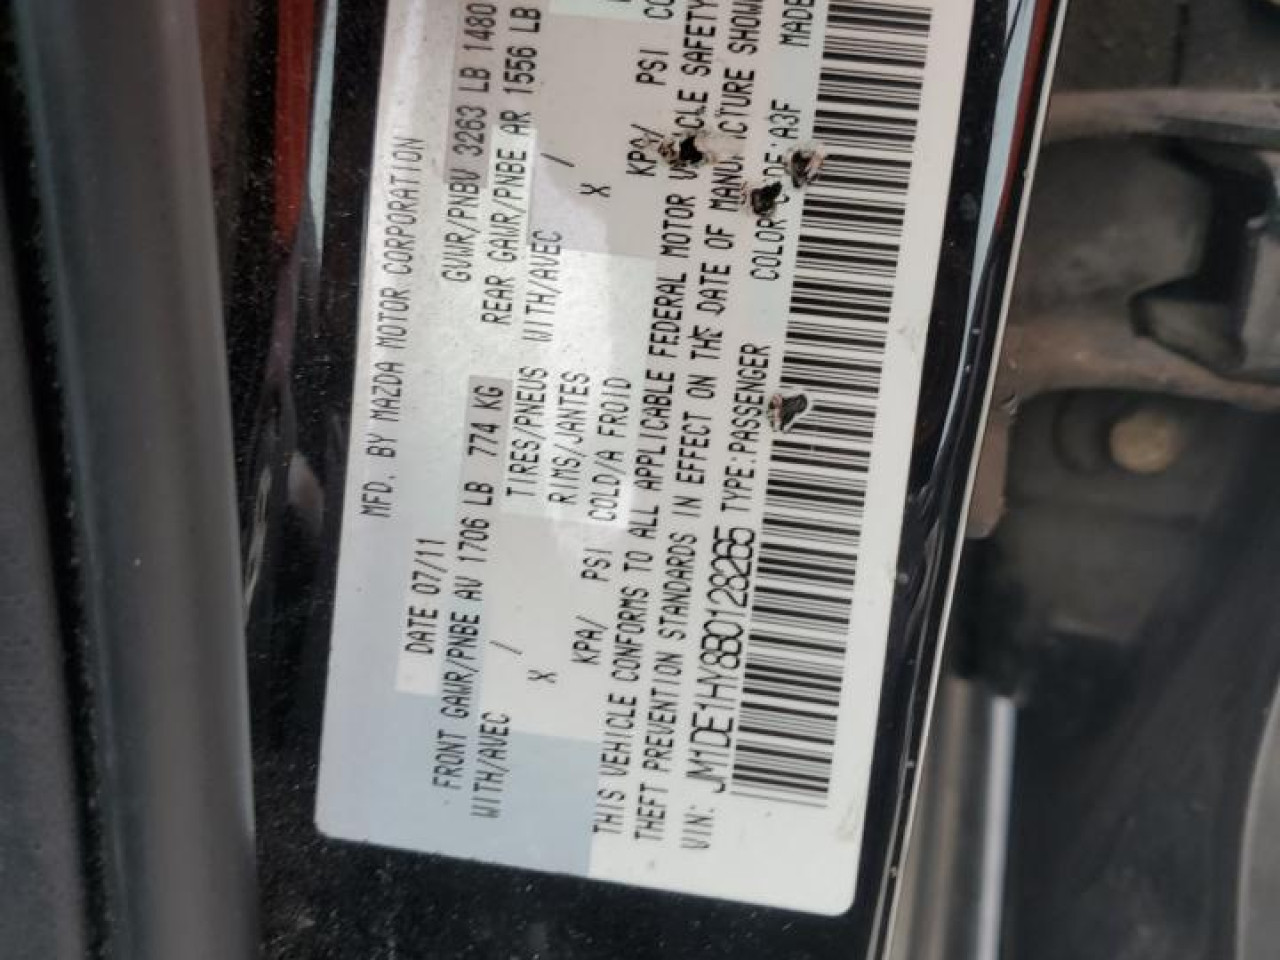 MFD. BY MAZDA MOTOR CORPORATION
DATE 07/11 GVWR/PNBV 3263 LB 1480
FRONT GAWR/PNBE AV 1706 LB 774 KG REAR GAWR/PNBE AR 1556 LB
WITH/AVEC / TIRES/PNEUS WITH/AVEC /
X RIMS/JANTES X
KPA/ PSI COLD/A FROID KPA/ PSI CO
THIS VEHICLE CONFORMS TO ALL APPLICABLE FEDERAL MOTOR VEHICLE SAFETY
THEFT PREVENTION STANDARDS IN EFFECT ON THE DATE OF MANUFACTURE SHOW
VIN: JM1DE1HY8B0128265 TYPE:PASSENGER COLOR CODE:A3F MADE